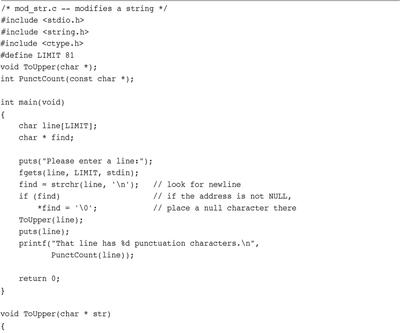 /* mod_str.c -- modifies a string */
#include <stdio.h>
#include <string.h>
#include <ctype.h>
#define LIMIT 81
void ToUpper(char *);
int PunctCount(const char *);

int main(void)
{
    char line[LIMIT];
    char * find;

    puts("Please enter a line:");
    fgets(line, LIMIT, stdin);
    find = strchr(line, '\n');   // look for newline
    if (find)                    // if the address is not NULL,
        *find = '\0';            // place a null character there
    ToUpper(line);
    puts(line);
    printf("That line has %d punctuation characters.\n",
           PunctCount(line));

    return 0;
}

void ToUpper(char * str)
{